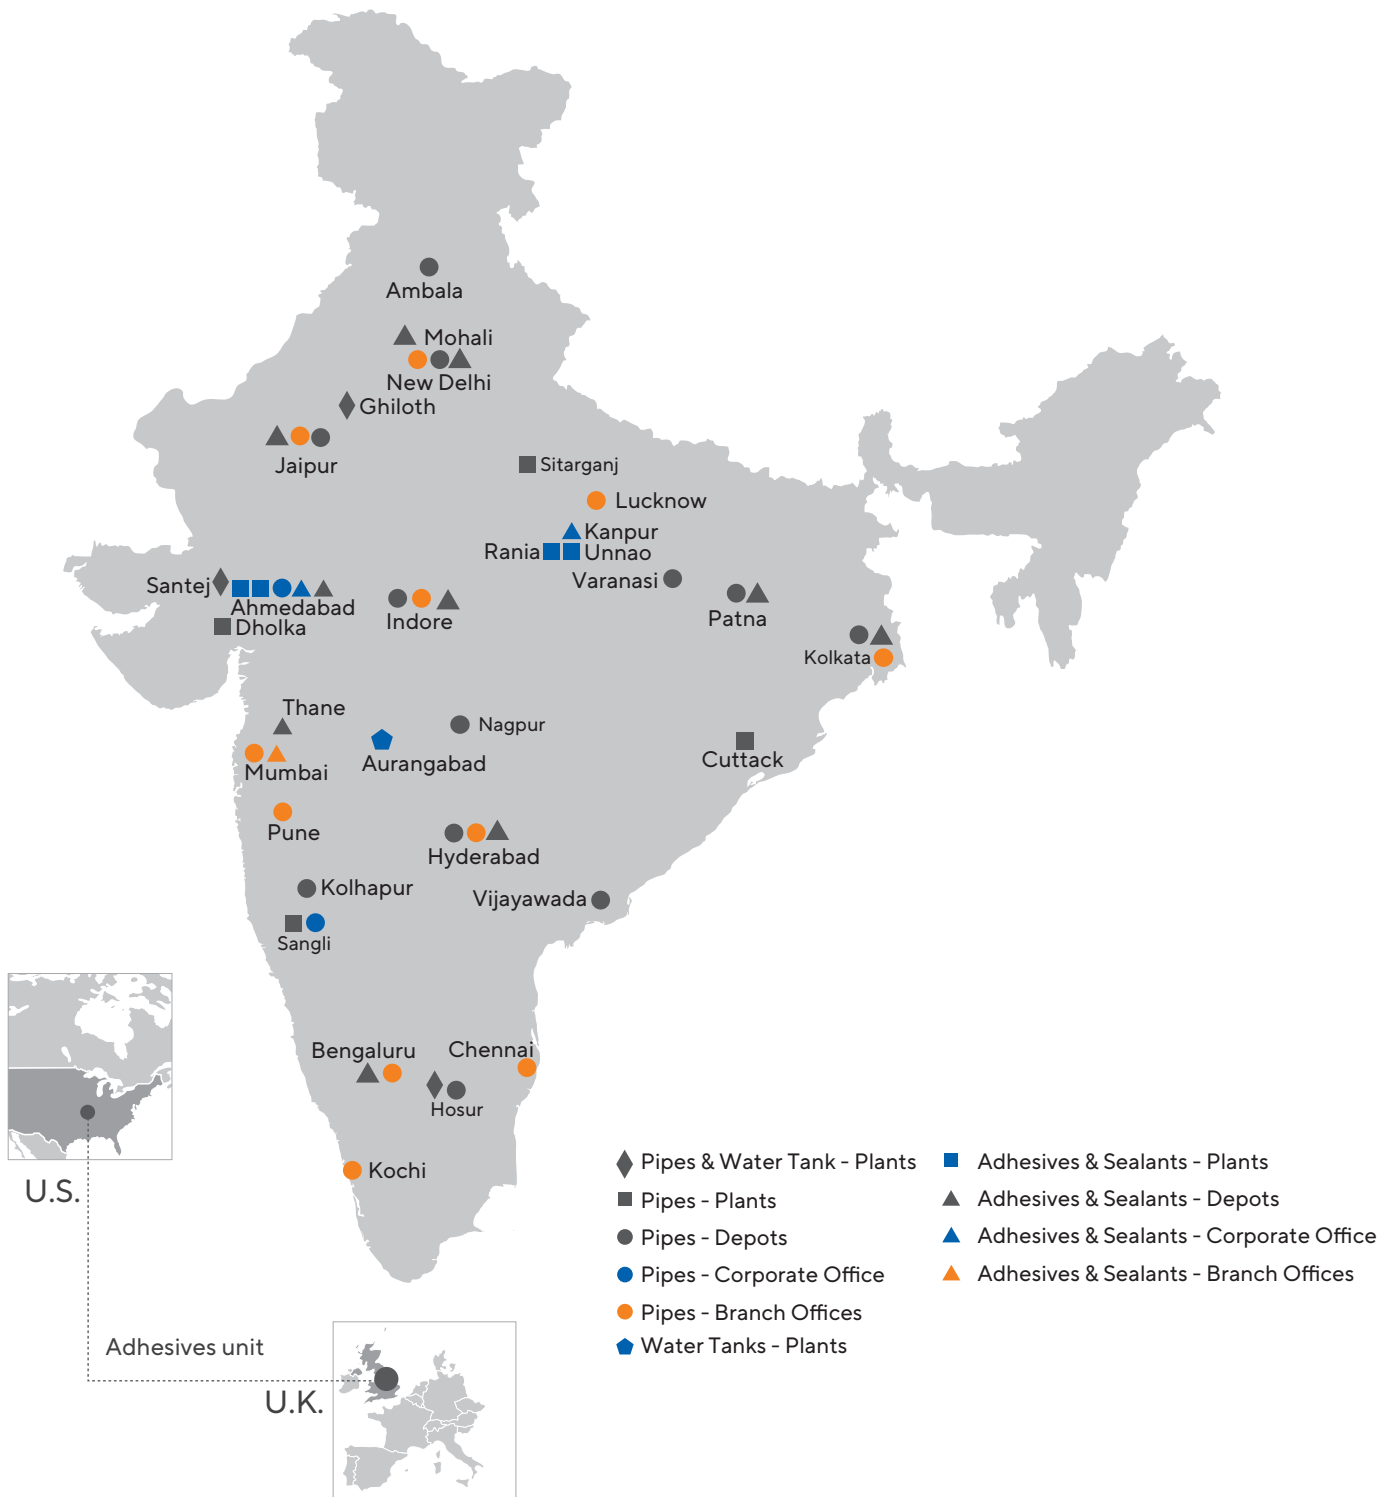 Ambala
Mohali
New Delhi
Ghiloth
Jaipur
Sitarganj
Lucknow
Kanpur
Rania
Unnao
Varanasi
Santej
Ahmedabad
Dholka
Indore
Patna
Kolkata
Thane
Nagpur
Aurangabad
Cuttack
Mumbai
Pune
Hyderabad
Kolhapur
Vijayawada
Sangli
Bengaluru
Chennai
Hosur
Kochi
U.S.
Adhesives unit
U.K.
Pipes & Water Tank - Plants
Pipes - Plants
Pipes - Depots
Pipes - Corporate Office
Pipes - Branch Offices
Water Tanks - Plants
Adhesives & Sealants - Plants
Adhesives & Sealants - Depots
Adhesives & Sealants - Corporate Office
Adhesives & Sealants - Branch Offices